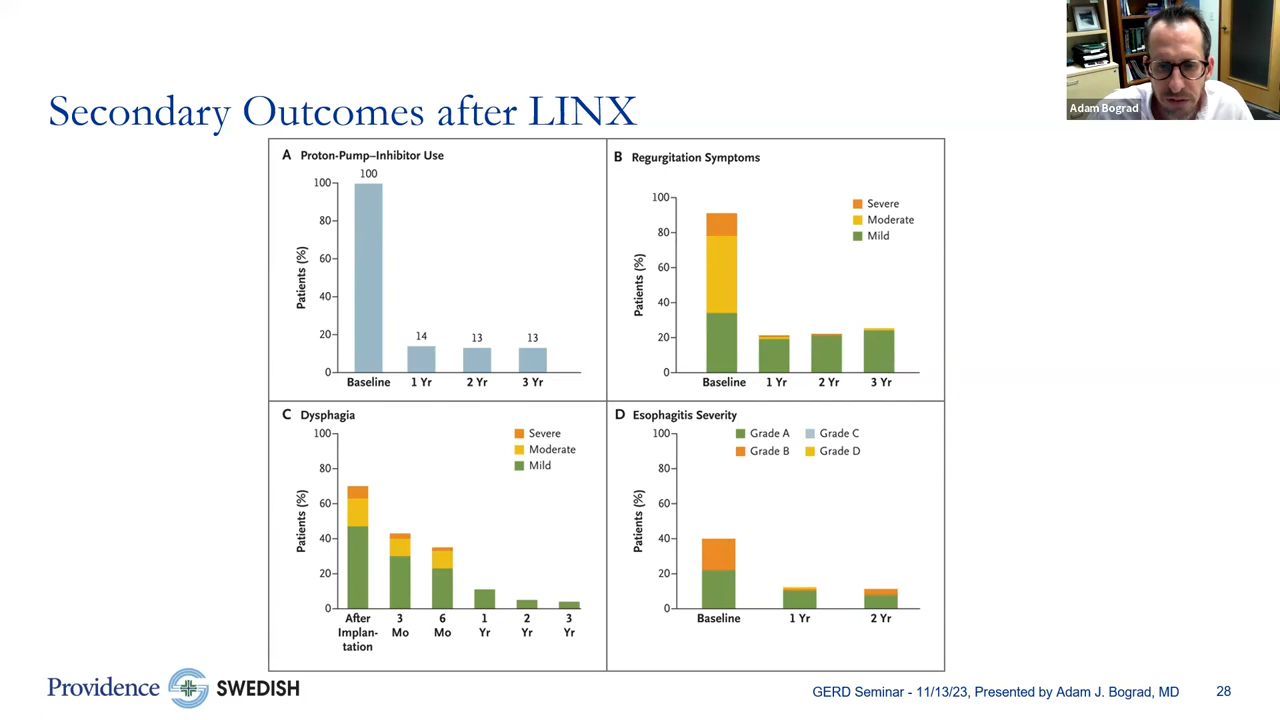 Adam Bograd
Secondary Outcomes after LINX
A Proton-Pump–Inhibitor Use
Patients (%)
100
80
60
40
20
0
100
14
13
13
Baseline
1 Yr
2 Yr
3 Yr
B Regurgitation Symptoms
Patients (%)
100
80
60
40
20
0
Severe
Moderate
Mild
Baseline
1 Yr
2 Yr
3 Yr
C Dysphagia
Patients (%)
100
80
60
40
20
0
Severe
Moderate
Mild
After
Implan-
tation
3
Mo
6
Mo
1
Yr
2
Yr
3
Yr
D Esophagitis Severity
Patients (%)
100
80
60
40
20
0
Grade A
Grade C
Grade B
Grade D
Baseline
1 Yr
2 Yr
Providence SWEDISH
GERD Seminar - 11/13/23, Presented by Adam J. Bograd, MD
28